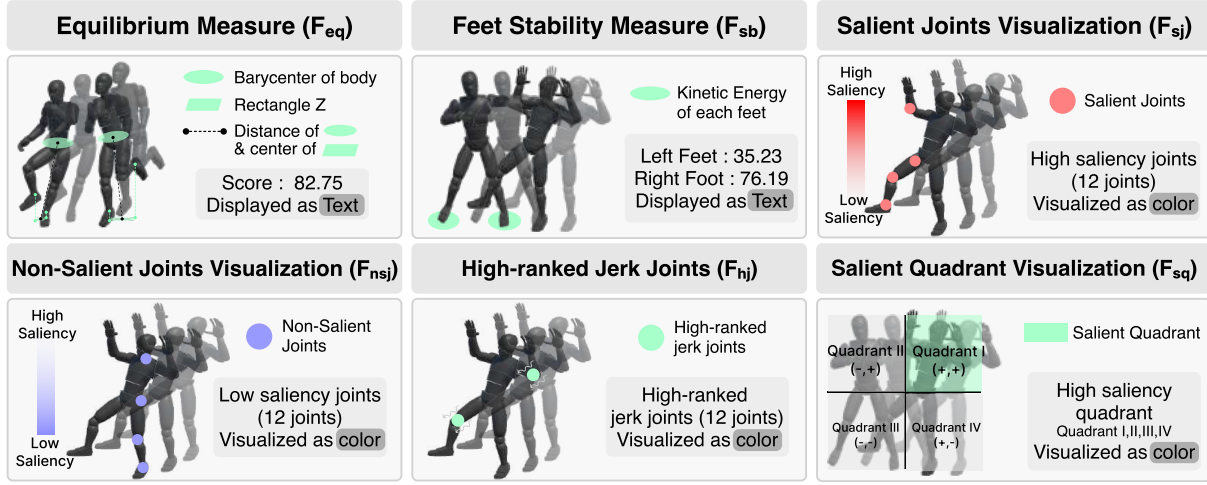 Equilibrium Measure (Feq)
Barycenter of body
Rectangle Z
Distance of
& center of
Score : 82.75
Displayed as Text
Feet Stability Measure (Fsb)
Kinetic Energy
of each feet
Left Feet : 35.23
Right Foot : 76.19
Displayed as Text
Salient Joints Visualization (Fsj)
High
Saliency
Low
Saliency
Salient Joints
High saliency joints
(12 joints)
Visualized as color
Non-Salient Joints Visualization (Fnsj)
High
Saliency
Low
Saliency
Non-Salient
Joints
Low saliency joints
(12 joints)
Visualized as color
High-ranked Jerk Joints (Fhj)
High-ranked
jerk joints
High-ranked
jerk joints (12 joints)
Visualized as color
Salient Quadrant Visualization (Fsq)
Quadrant II
(-,+)
Quadrant I
(+,+)
Quadrant III
(-,-)
Quadrant IV
(+,-)
Salient Quadrant
High saliency
quadrant
Quadrant I,II,III,IV
Visualized as color